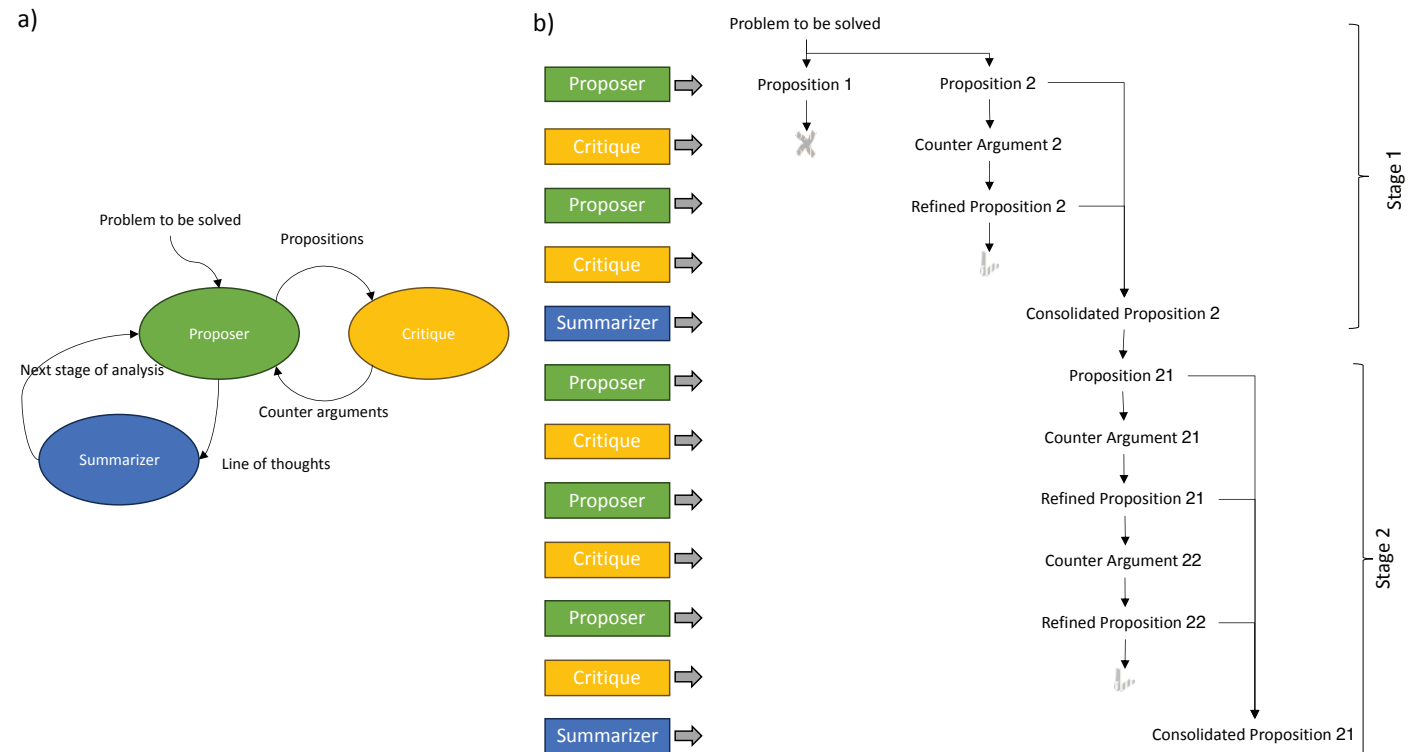 a)
Problem to be solved
Propositions
Proposer
Critique
Next stage of analysis
Counter arguments
Summarizer
Line of thoughts
b)
Problem to be solved
Proposer
Proposition 1
Proposition 2
Critique
Counter Argument 2
Proposer
Refined Proposition 2
Critique
Summarizer
Consolidated Proposition 2
Stage 1
Proposer
Proposition 21
Critique
Counter Argument 21
Proposer
Refined Proposition 21
Critique
Counter Argument 22
Proposer
Refined Proposition 22
Critique
Summarizer
Consolidated Proposition 21
Stage 2